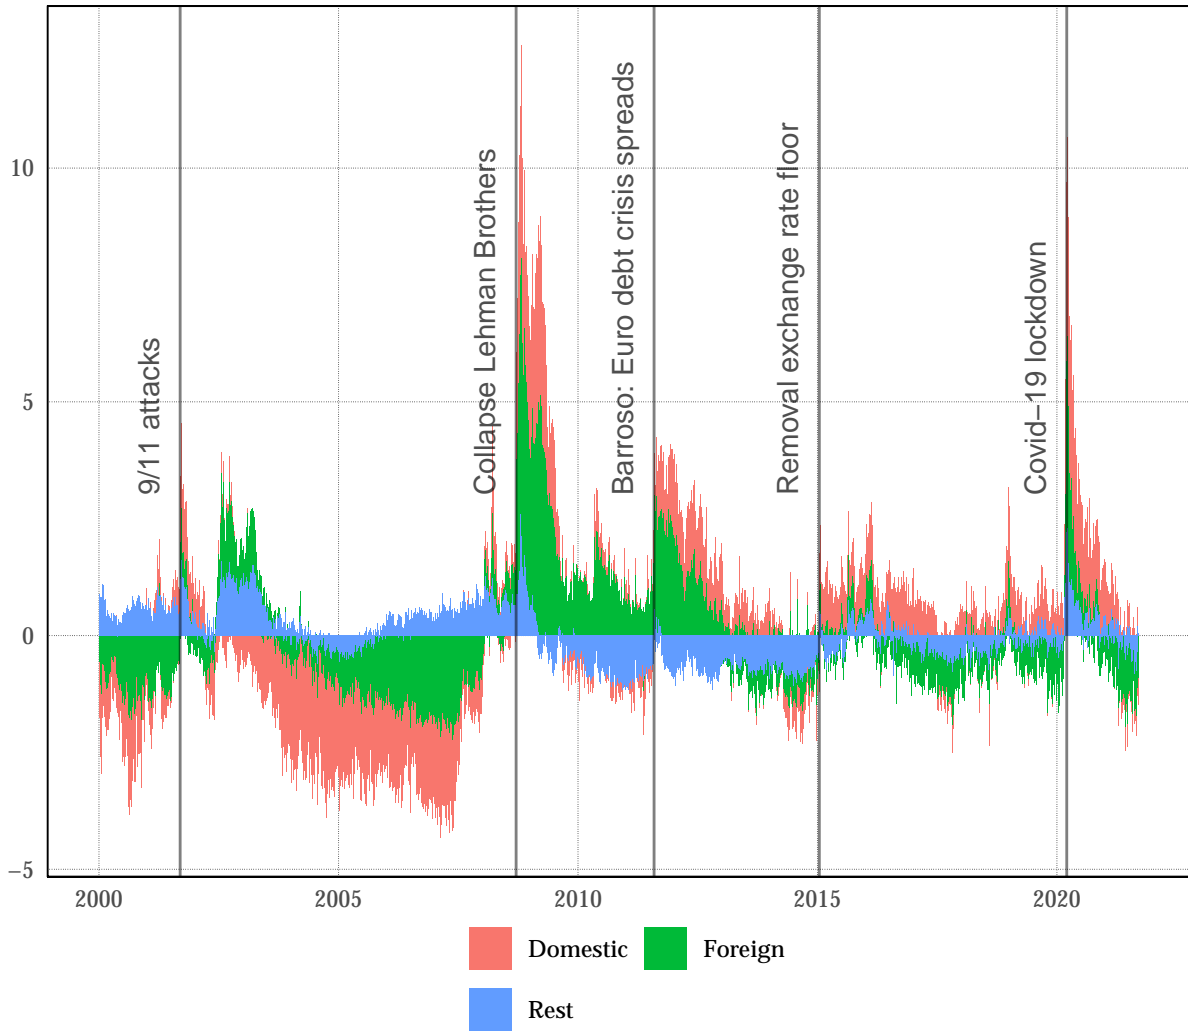 10
5
0
−5
9/11 attacks
Collapse Lehman Brothers
Barroso: Euro debt crisis spreads
Removal exchange rate floor
Covid−19 lockdown
2000
2005
2010
2015
2020
Domestic
Foreign
Rest